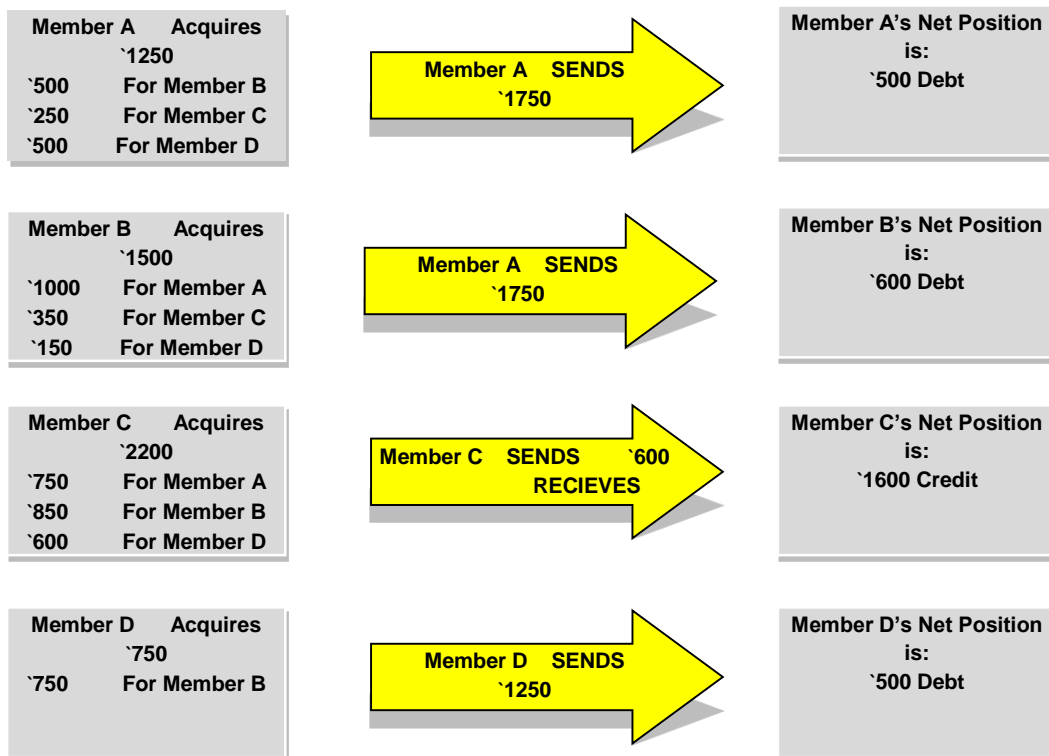 Member A Acquires
`1250
`500 For Member B
`250 For Member C
`500 For Member D
Member A SENDS
`1750
Member A's Net Position
is:
`500 Debt
Member B Acquires
`1500
`1000 For Member A
`350 For Member C
`150 For Member D
Member A SENDS
`1750
Member B's Net Position
is:
`600 Debt
Member C Acquires
`2200
`750 For Member A
`850 For Member B
`600 For Member D
Member C SENDS `600
RECIEVES
Member C's Net Position
is:
`1600 Credit
Member D Acquires
`750
`750 For Member B
Member D SENDS
`1250
Member D's Net Position
is:
`500 Debt